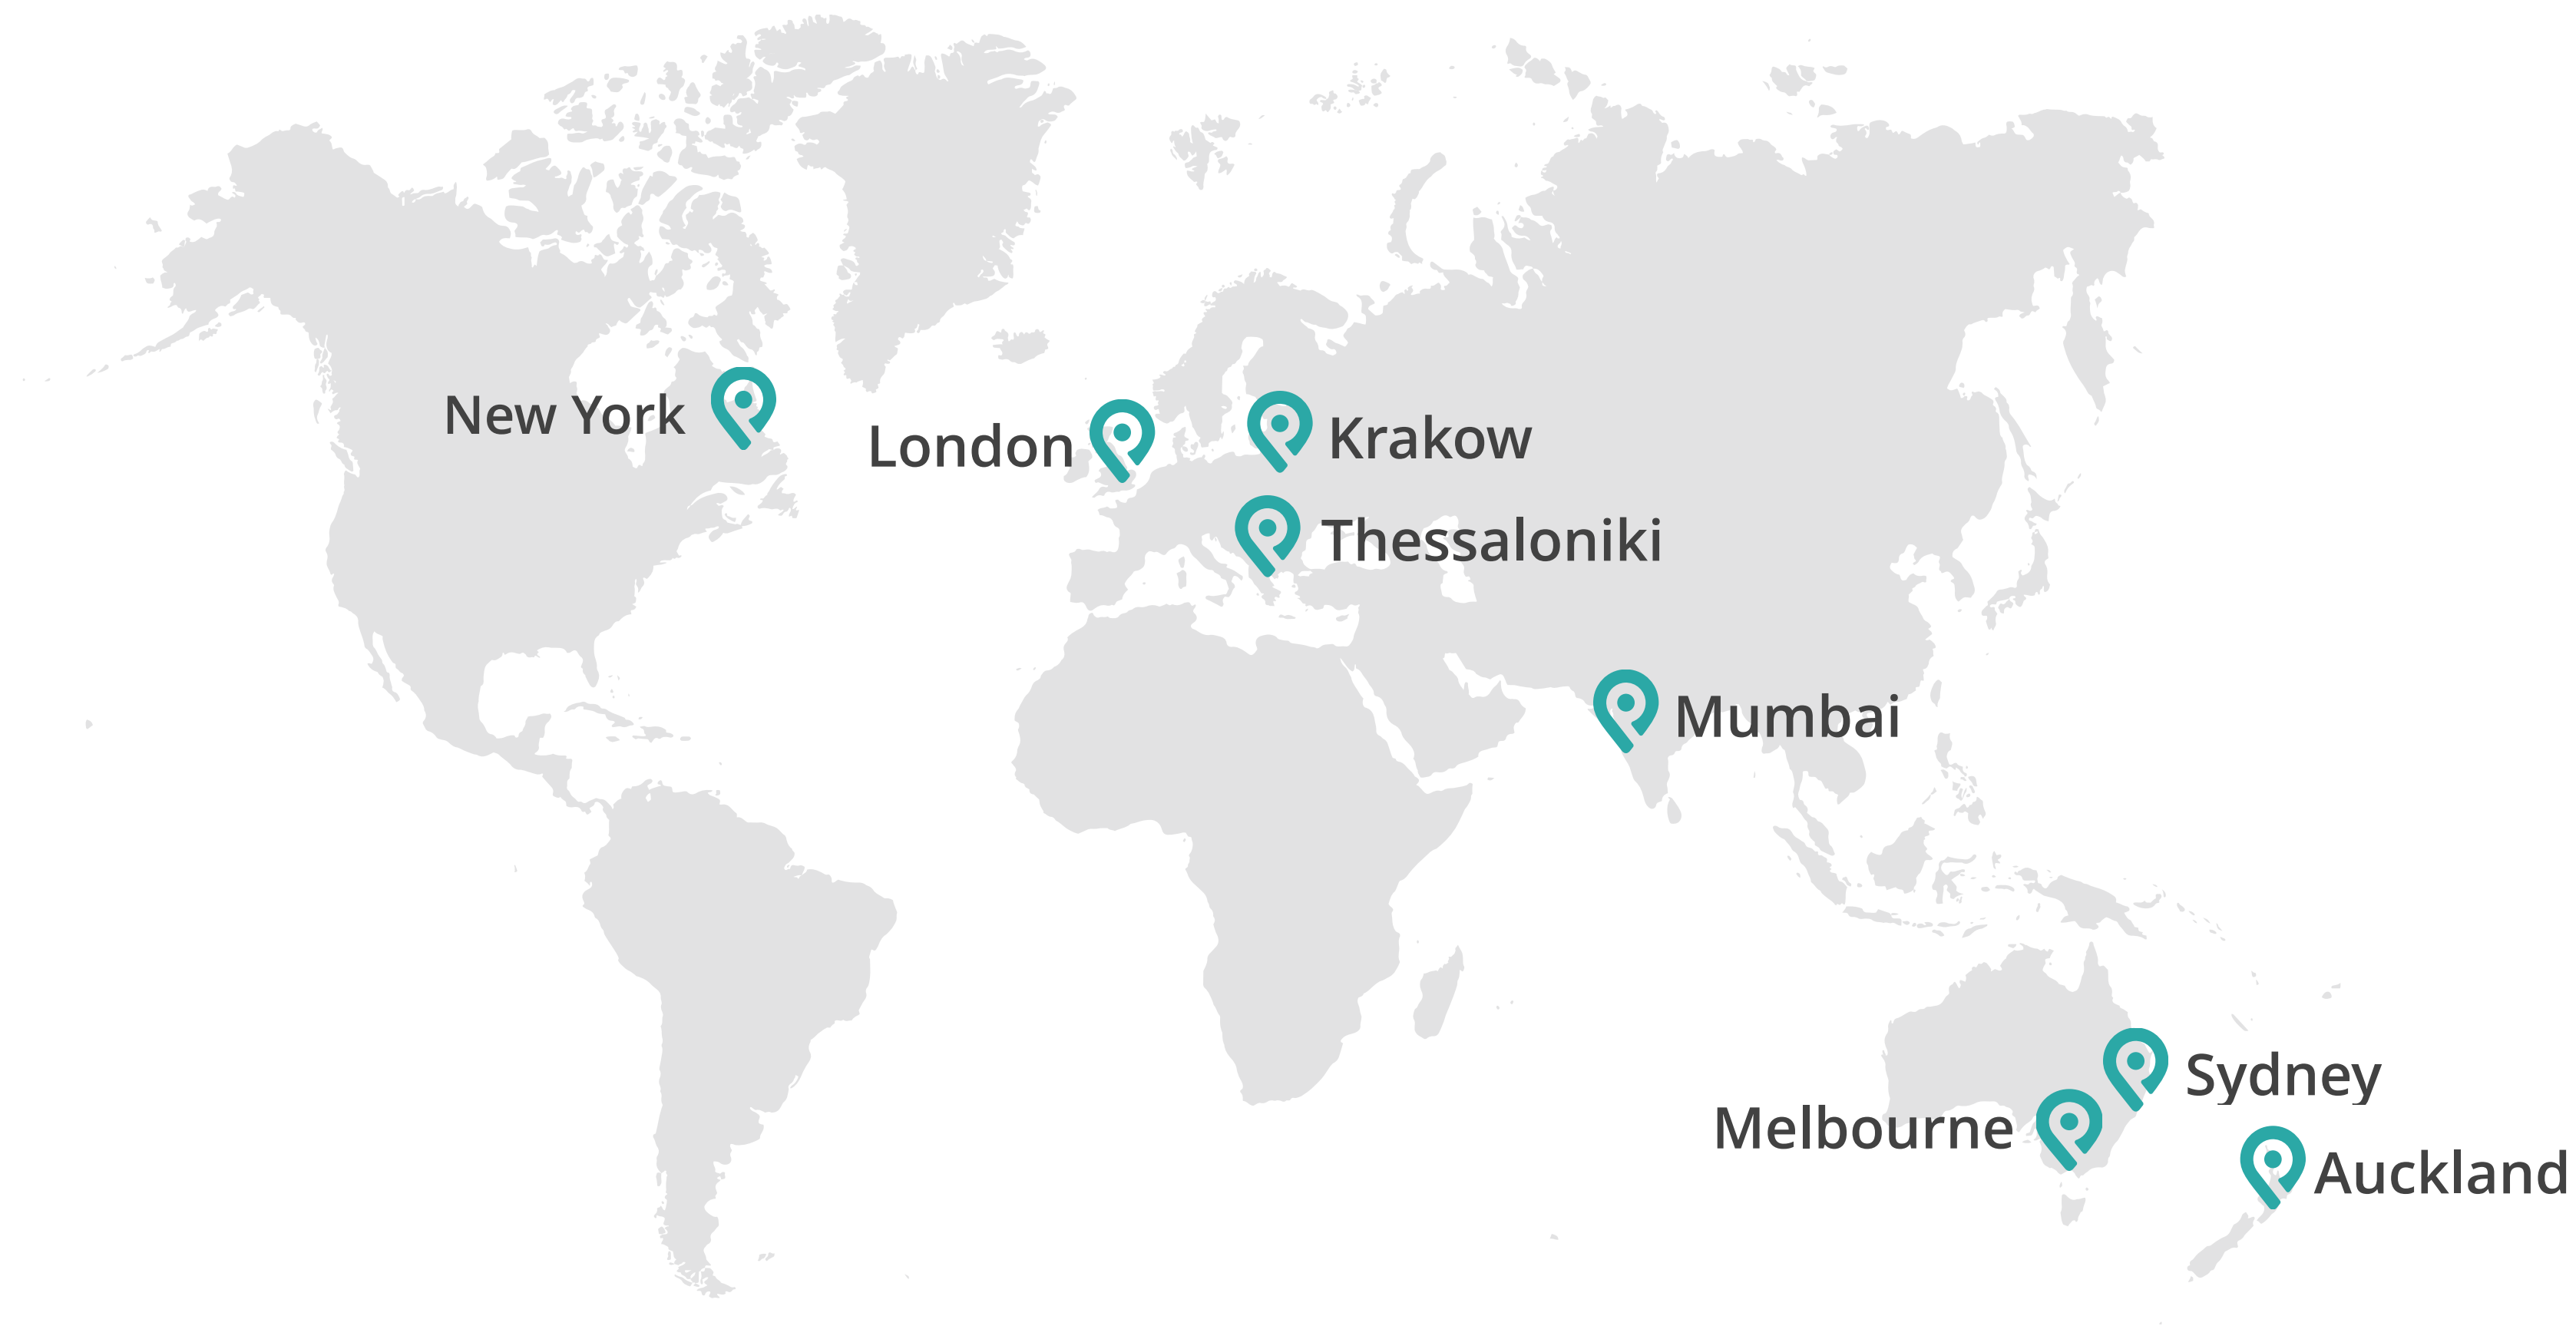 New York
London
Krakow
Thessaloniki
Mumbai
Sydney
Melbourne
Auckland